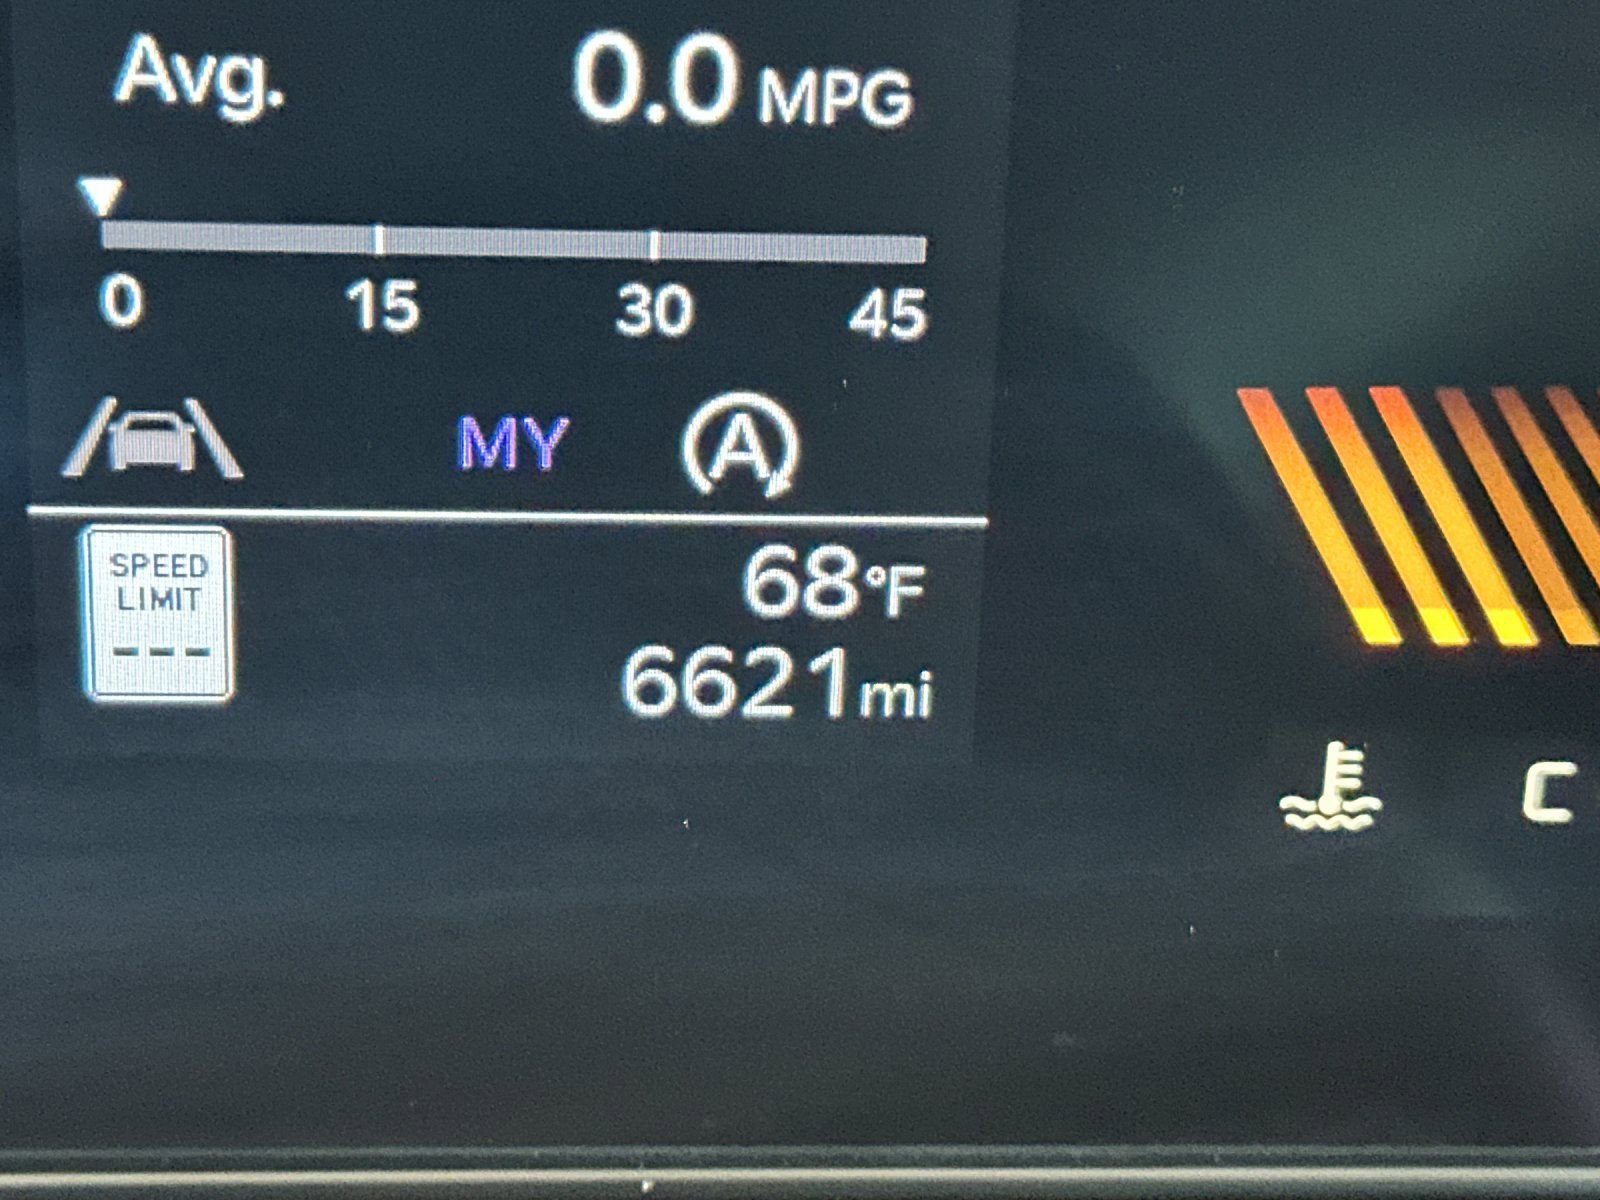 Avg. 0.0 MPG
0 15 30 45
MY A
SPEED
LIMIT
---
68°F
6621mi
C